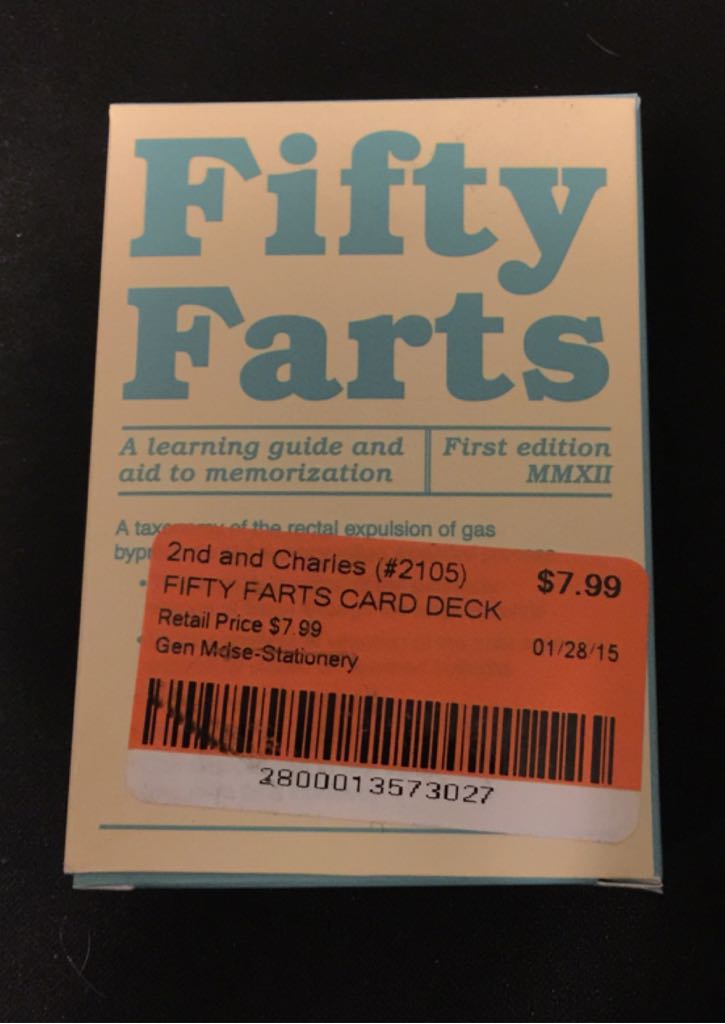 Fifty
Farts
A learning guide and
aid to memorization
First edition
MMXII
A of the rectal expulsion of gas
2nd and Charles (#2105)
FIFTY FARTS CARD DECK
$7.99
Retail Price $7.99
Gen Mdse-Stationery
01/28/15
2800013573027